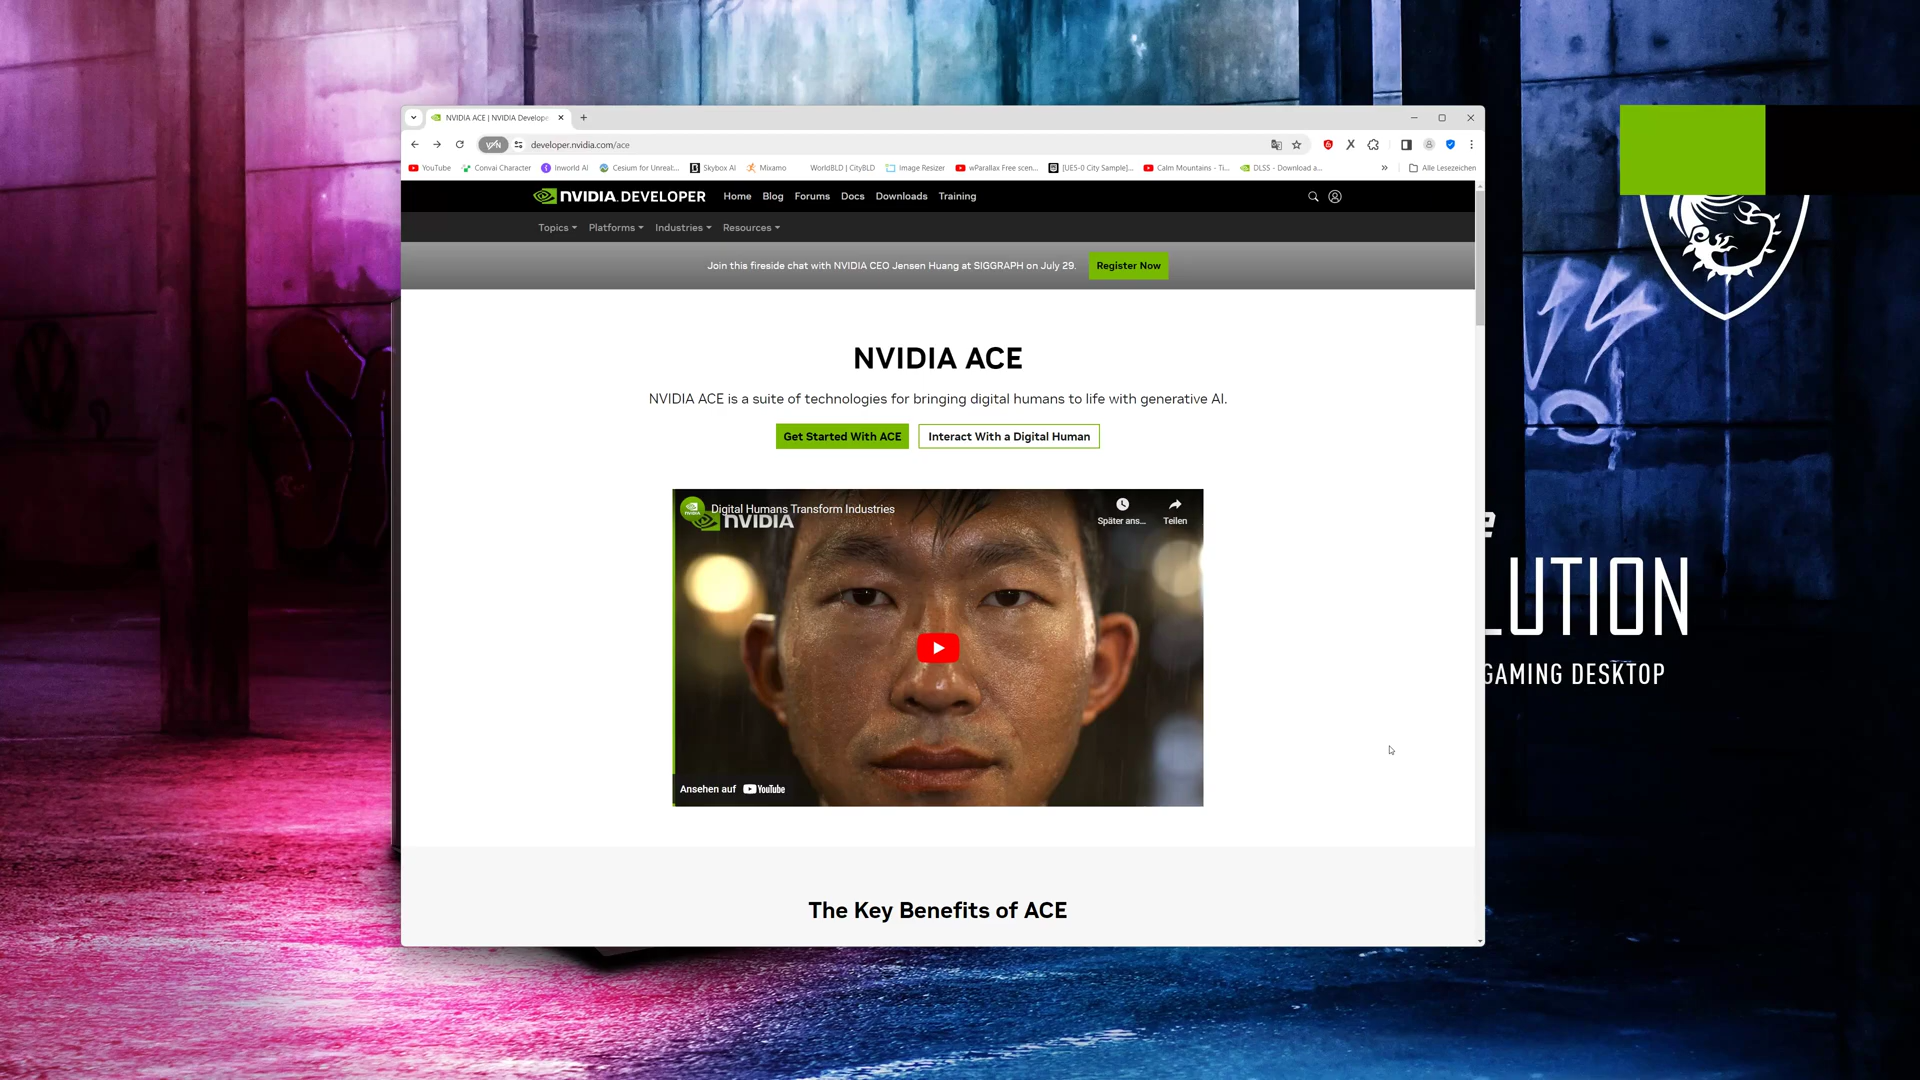 NVIDIA ACE | NVIDIA Develope
developer.nvidia.com/ace
YouTube
Convai Character
Inworld AI
Cesium for Unreal:...
Skybox AI
Mixamo
WorldBLD | CityBLD
Image Resizer
wParallax Free scen...
[UE5-0 City Sample]...
Calm Mountains - Ti...
DLSS - Download a...
»
Alle Lesezeichen
NVIDIA. DEVELOPER
Home
Blog
Forums
Docs
Downloads
Training
Topics
Platforms
Industries
Resources
Join this fireside chat with NVIDIA CEO Jensen Huang at SIGGRAPH on July 29.
Register Now
NVIDIA ACE
NVIDIA ACE is a suite of technologies for bringing digital humans to life with generative AI.
Get Started With ACE
Interact With a Digital Human
Digital Humans Transform Industries
NVIDIA
Später ans...
Teilen
Ansehen auf
YouTube
The Key Benefits of ACE
e
LUTION
GAMING DESKTOP